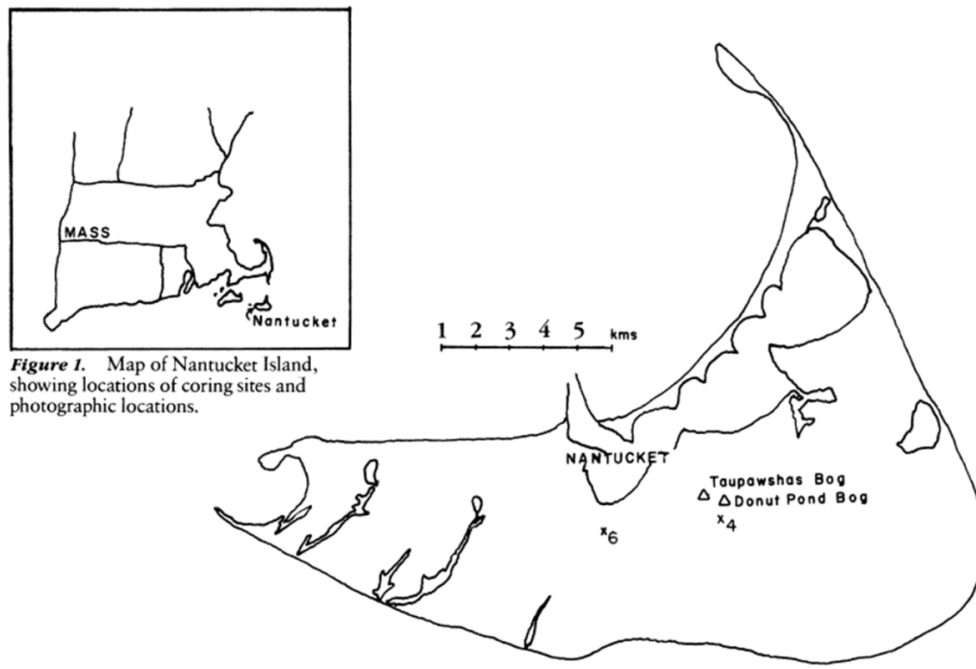 MASS
Nantucket
Figure 1. Map of Nantucket Island,
showing locations of coring sites and
photographic locations.
1 2 3 4 5 kms
NANTUCKET
Taupawshas Bog
Donut Pond Bog
x4
x6